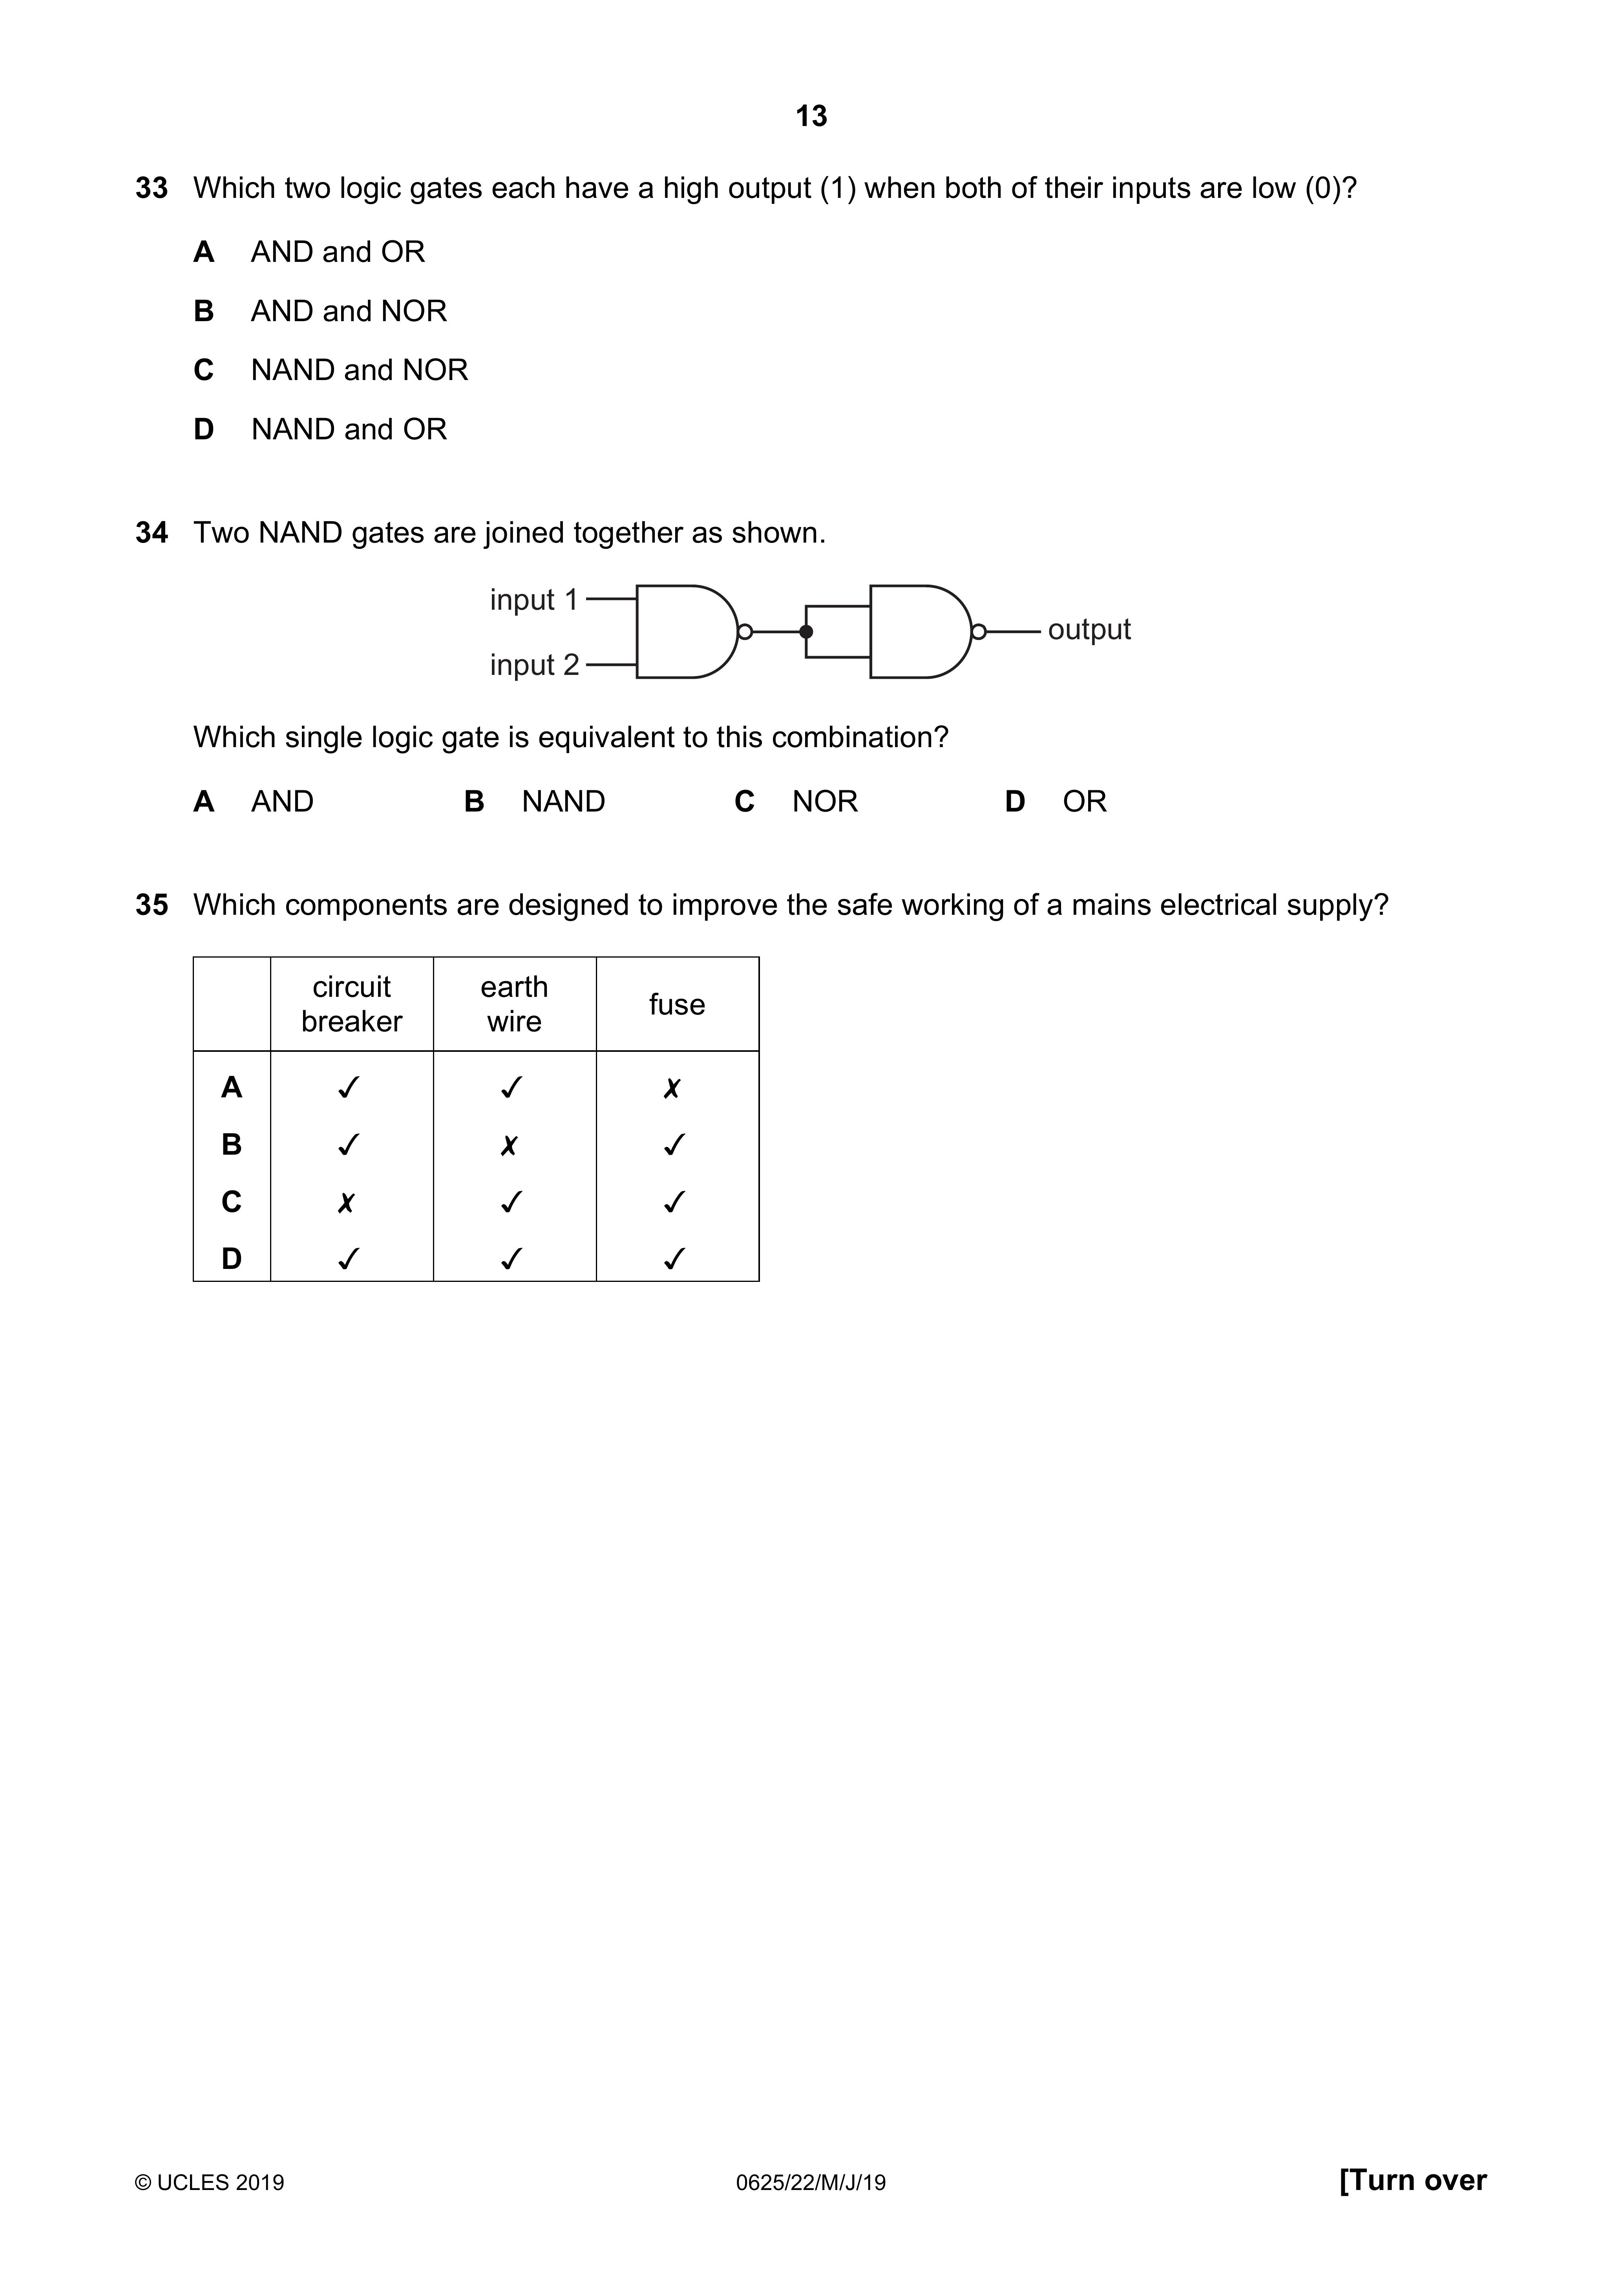 13
33 Which two logic gates each have a high output (1) when both of their inputs are low (0)?
A AND and OR
B AND and NOR
C NAND and NOR
D NAND and OR
34 Two NAND gates are joined together as shown.
input 1
output
input 2
Which single logic gate is equivalent to this combination?
A AND B NAND C NOR D OR
35 Which components are designed to improve the safe working of a mains electrical supply?
circuit breaker earth wire fuse
A ✓ ✓ ✗
B ✓ ✗ ✓
C ✗ ✓ ✓
D ✓ ✓ ✓
© UCLES 2019 0625/22/M/J/19 [Turn over